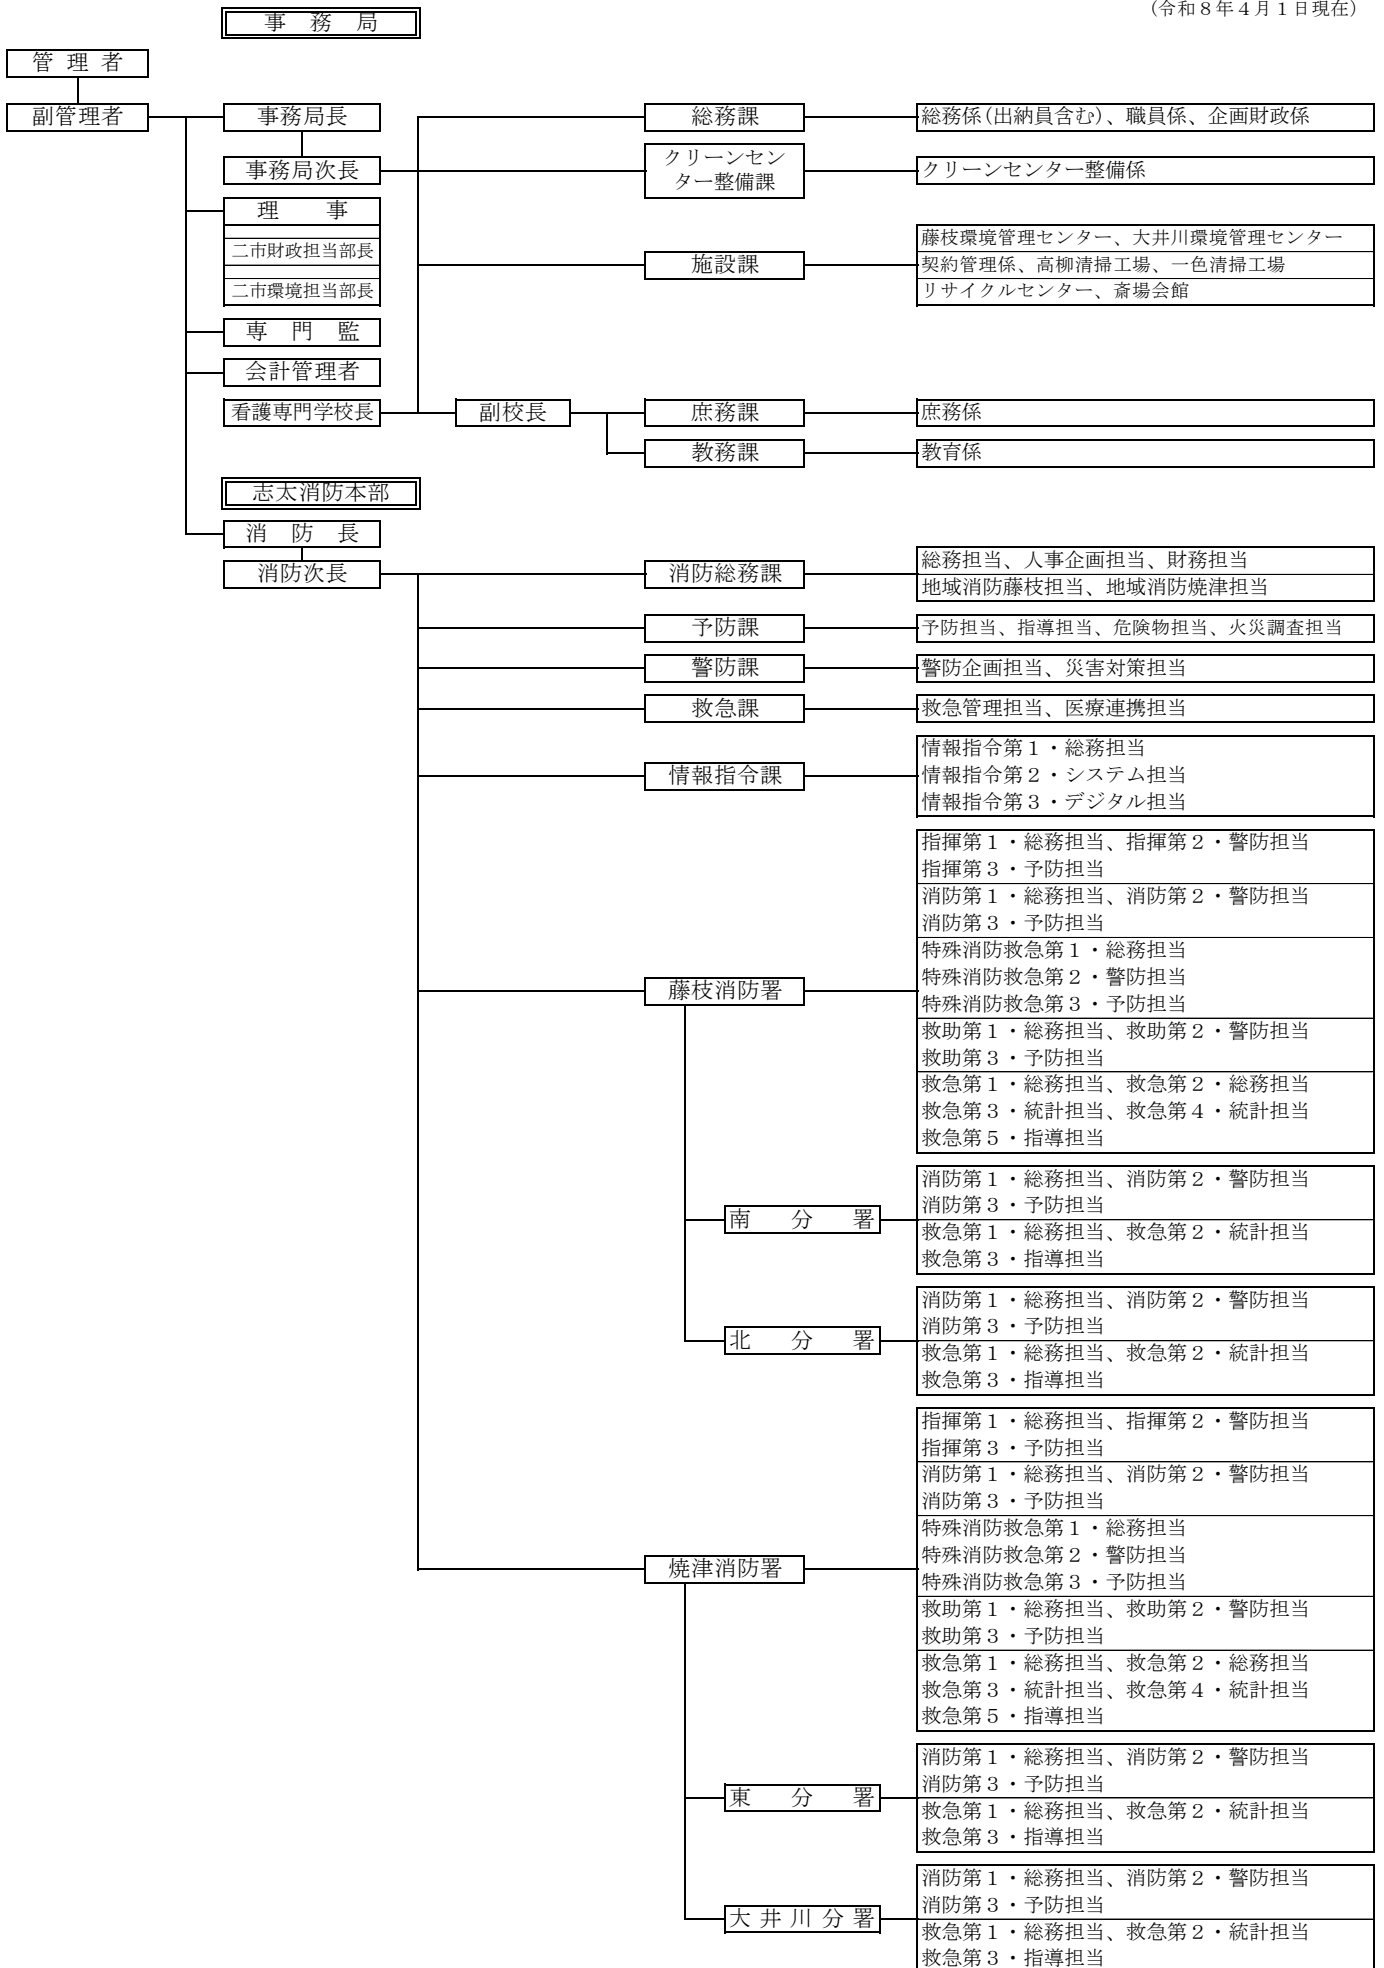 (令和８年４月１日現在)
事務局
管理者
副管理者
事務局長
総務課
総務係(出納員含む)、職員係、企画財政係
事務局次長
クリーンセン
ター整備課
クリーンセンター整備係
理事
二市財政担当部長
二市環境担当部長
施設課
藤枝環境管理センター、大井川環境管理センター
契約管理係、高柳清掃工場、一色清掃工場
リサイクルセンター、斎場会館
専門監
会計管理者
看護専門学校長
副校長
庶務課
庶務係
教務課
教育係
志太消防本部
消防長
消防次長
消防総務課
総務担当、人事企画担当、財務担当
地域消防藤枝担当、地域消防焼津担当
予防課
予防担当、指導担当、危険物担当、火災調査担当
警防課
警防企画担当、災害対策担当
救急課
救急管理担当、医療連携担当
情報指令課
情報指令第１・総務担当
情報指令第２・システム担当
情報指令第３・デジタル担当
藤枝消防署
指揮第１・総務担当、指揮第２・警防担当
指揮第３・予防担当
消防第１・総務担当、消防第２・警防担当
消防第３・予防担当
特殊消防救急第１・総務担当
特殊消防救急第２・警防担当
特殊消防救急第３・予防担当
救助第１・総務担当、救助第２・警防担当
救助第３・予防担当
救急第１・総務担当、救急第２・総務担当
救急第３・統計担当、救急第４・統計担当
救急第５・指導担当
南分署
消防第１・総務担当、消防第２・警防担当
消防第３・予防担当
救急第１・総務担当、救急第２・統計担当
救急第３・指導担当
北分署
消防第１・総務担当、消防第２・警防担当
消防第３・予防担当
救急第１・総務担当、救急第２・統計担当
救急第３・指導担当
焼津消防署
指揮第１・総務担当、指揮第２・警防担当
指揮第３・予防担当
消防第１・総務担当、消防第２・警防担当
消防第３・予防担当
特殊消防救急第１・総務担当
特殊消防救急第２・警防担当
特殊消防救急第３・予防担当
救助第１・総務担当、救助第２・警防担当
救助第３・予防担当
救急第１・総務担当、救急第２・総務担当
救急第３・統計担当、救急第４・統計担当
救急第５・指導担当
東分署
消防第１・総務担当、消防第２・警防担当
消防第３・予防担当
救急第１・総務担当、救急第２・統計担当
救急第３・指導担当
大井川分署
消防第１・総務担当、消防第２・警防担当
消防第３・予防担当
救急第１・総務担当、救急第２・統計担当
救急第３・指導担当